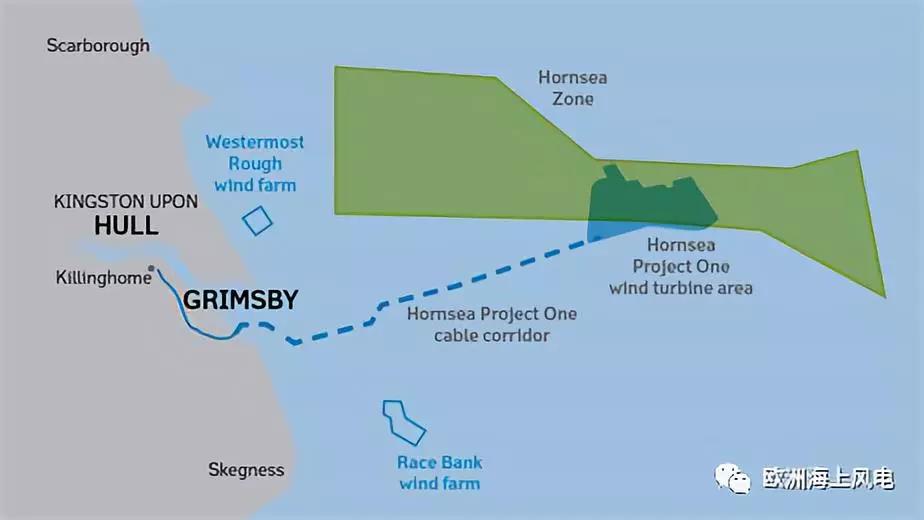 Scarborough
Hornsea
Zone
Westermost
Rough
wind farm
KINGSTON UPON
HULL
Hornsea
Project One
wind turbine area
Killinghome
GRIMSBY
Hornsea Project One
cable corridor
Skegness
Race Bank
wind farm
欧洲海上风电